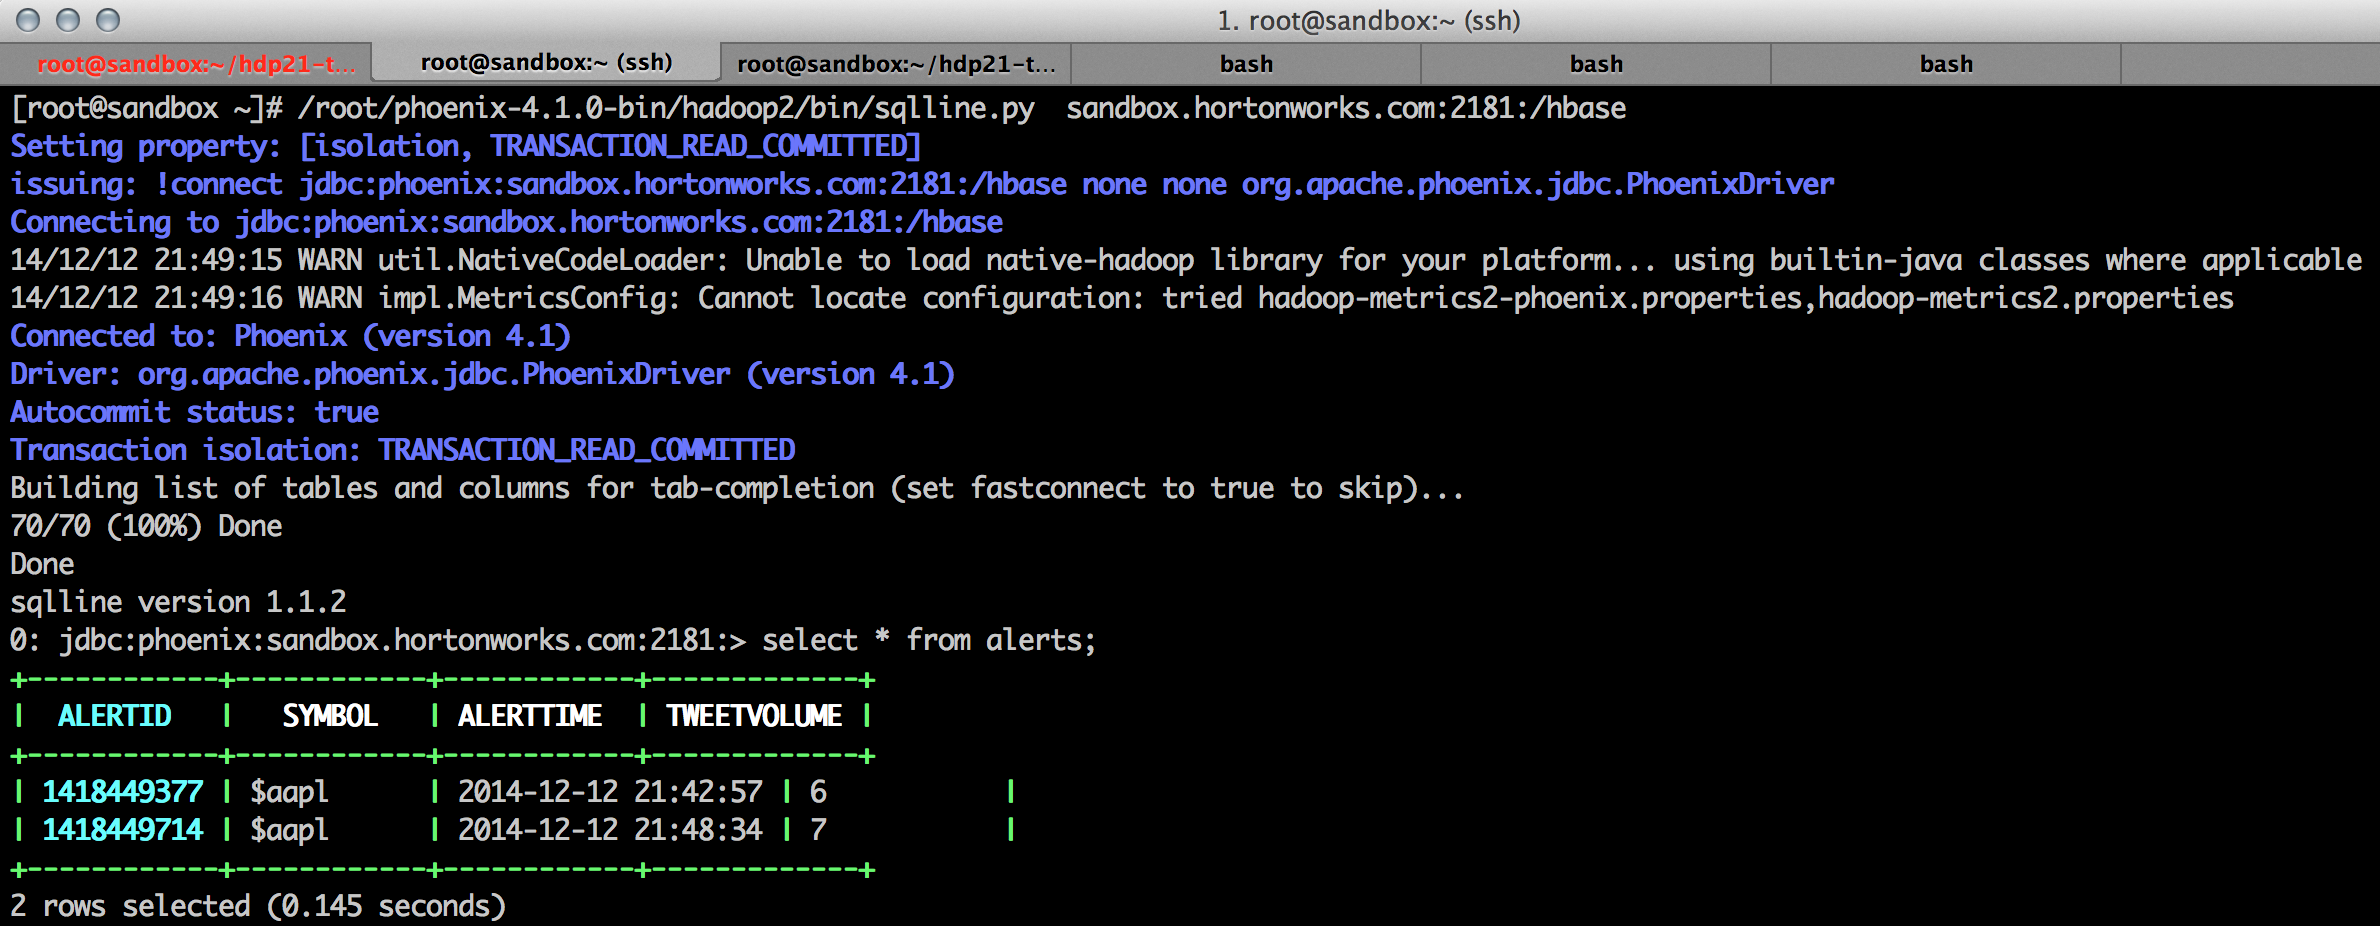 1. root@sandbox:~ (ssh)
root@sandbox:~/hdp21-t... root@sandbox:~ (ssh) root@sandbox:~/hdp21-t... bash bash bash
[root@sandbox ~]# /root/phoenix-4.1.0-bin/hadoop2/bin/sqlline.py  sandbox.hortonworks.com:2181:/hbase
Setting property: [isolation, TRANSACTION_READ_COMMITTED]
issuing: !connect jdbc:phoenix:sandbox.hortonworks.com:2181:/hbase none none org.apache.phoenix.jdbc.PhoenixDriver
Connecting to jdbc:phoenix:sandbox.hortonworks.com:2181:/hbase
14/12/12 21:49:15 WARN util.NativeCodeLoader: Unable to load native-hadoop library for your platform... using builtin-java classes where applicable
14/12/12 21:49:16 WARN impl.MetricsConfig: Cannot locate configuration: tried hadoop-metrics2-phoenix.properties,hadoop-metrics2.properties
Connected to: Phoenix (version 4.1)
Driver: org.apache.phoenix.jdbc.PhoenixDriver (version 4.1)
Autocommit status: true
Transaction isolation: TRANSACTION_READ_COMMITTED
Building list of tables and columns for tab-completion (set fastconnect to true to skip)...
70/70 (100%) Done
Done
sqlline version 1.1.2
0: jdbc:phoenix:sandbox.hortonworks.com:2181:> select * from alerts;
+------------+------------+------------+-------------+
|  ALERTID   |   SYMBOL   | ALERTTIME  | TWEETVOLUME |
+------------+------------+------------+-------------+
| 1418449377 | $aapl      | 2014-12-12 21:42:57 | 6           |
| 1418449714 | $aapl      | 2014-12-12 21:48:34 | 7           |
+------------+------------+------------+-------------+
2 rows selected (0.145 seconds)